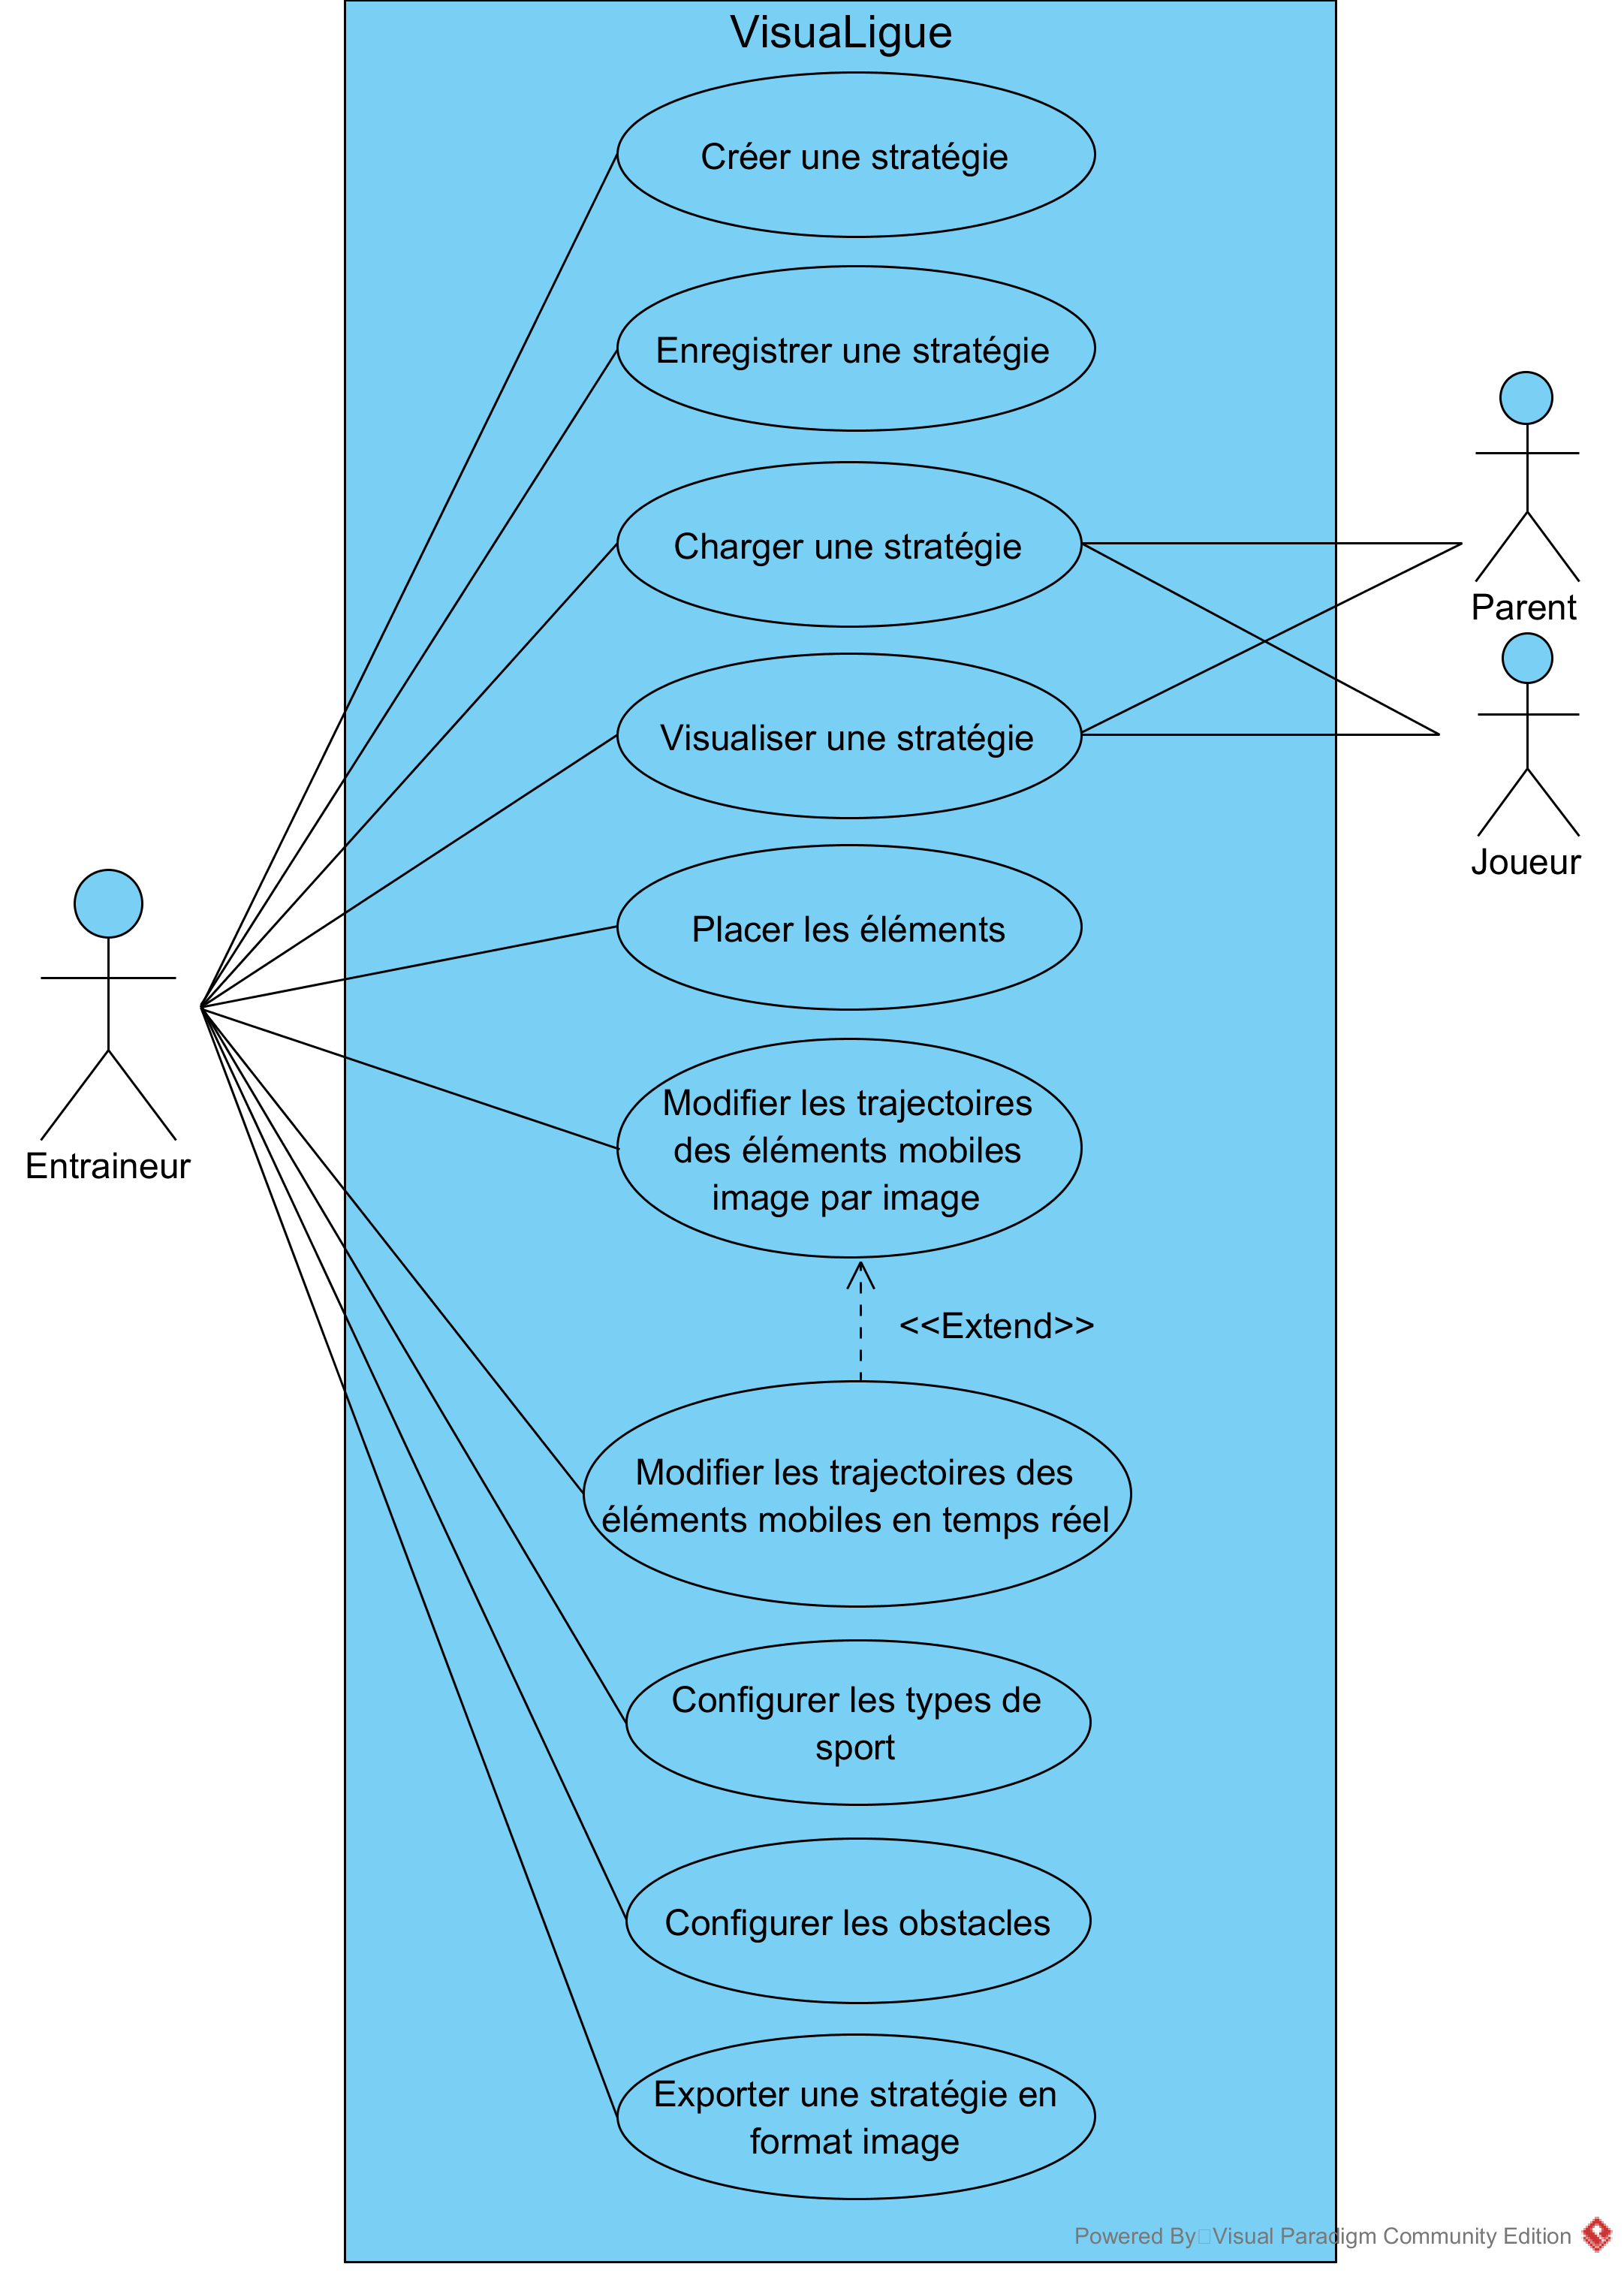 VisuaLigue
Créer une stratégie
Enregistrer une stratégie
Charger une stratégie
Parent
Visualiser une stratégie
Joueur
Placer les éléments
Entraineur
Modifier les trajectoires
des éléments mobiles
image par image
<<Extend>>
Modifier les trajectoires des
éléments mobiles en temps réel
Configurer les types de
sport
Configurer les obstacles
Exporter une stratégie en
format image
Powered By Visual Paradigm Community Edition